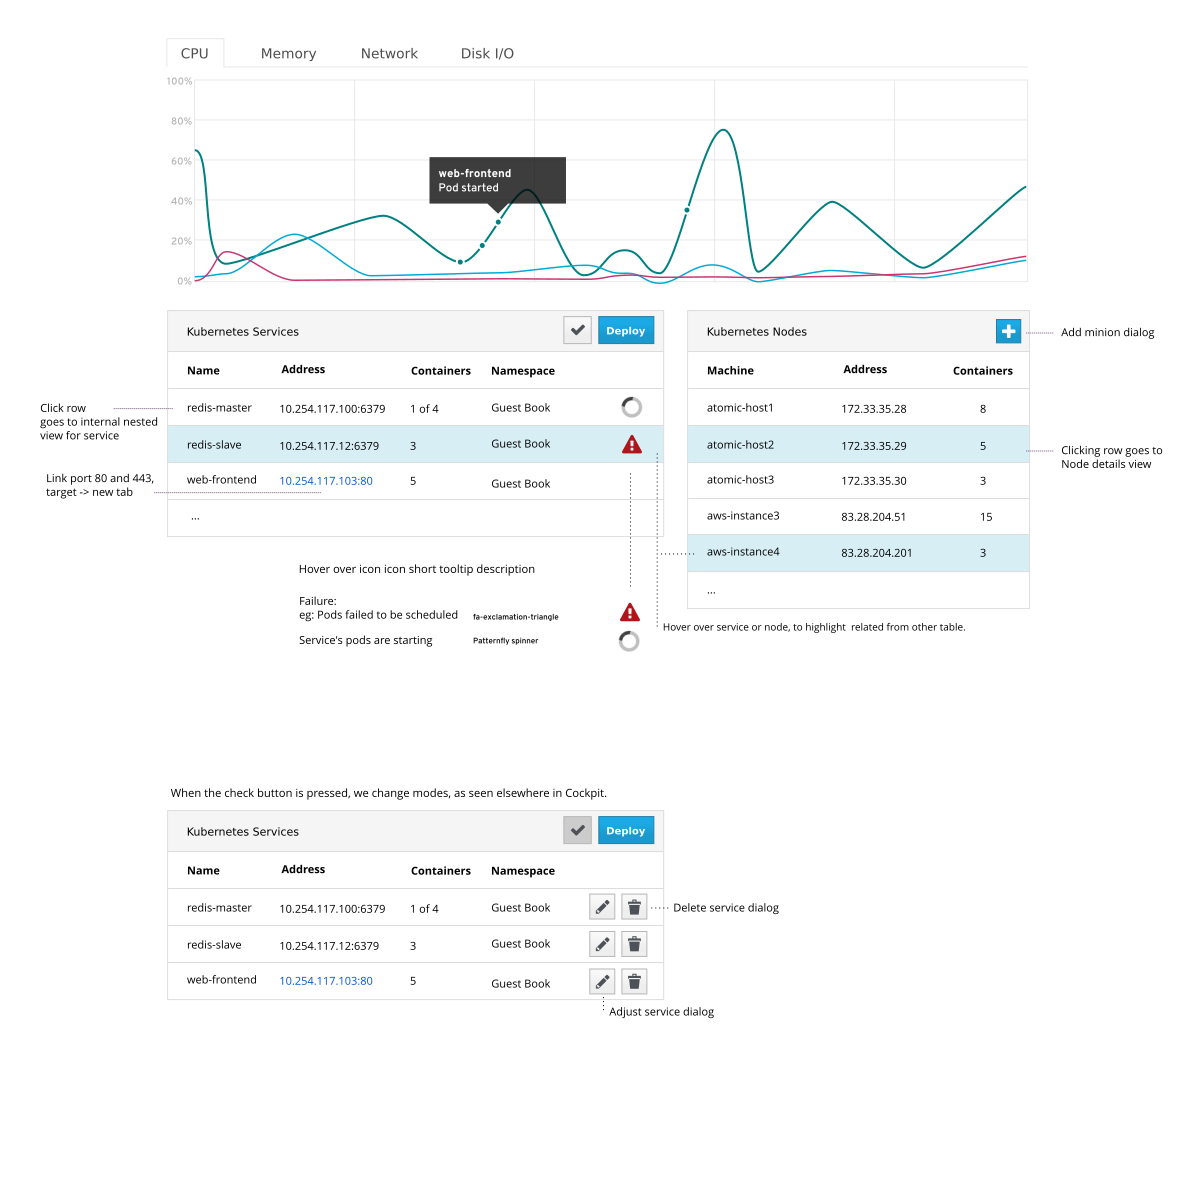 CPU Memory Network Disk I/O
100%
80%
60%
40%
20%
0%
web-frontend
Pod started
Kubernetes Services Deploy
Name Address Containers Namespace
redis-master 10.254.117.100:6379 1 of 4 Guest Book
redis-slave 10.254.117.12:6379 3 Guest Book
web-frontend 10.254.117.103:80 5 Guest Book
...
Kubernetes Nodes
Machine Address Containers
atomic-host1 172.33.35.28 8
atomic-host2 172.33.35.29 5
atomic-host3 172.33.35.30 3
aws-instance3 83.28.204.51 15
aws-instance4 83.28.204.201 3
...
Add minion dialog
Click row
goes to internal nested
view for service
Link port 80 and 443,
target -> new tab
Clicking row goes to
Node details view
Hover over icon icon short tooltip description
Failure:
eg: Pods failed to be scheduled fa-exclamation-triangle
Service's pods are starting Patternfly spinner
Hover over service or node, to highlight related from other table.
When the check button is pressed, we change modes, as seen elsewhere in Cockpit.
Kubernetes Services Deploy
Name Address Containers Namespace
redis-master 10.254.117.100:6379 1 of 4 Guest Book
redis-slave 10.254.117.12:6379 3 Guest Book
web-frontend 10.254.117.103:80 5 Guest Book
Delete service dialog
Adjust service dialog